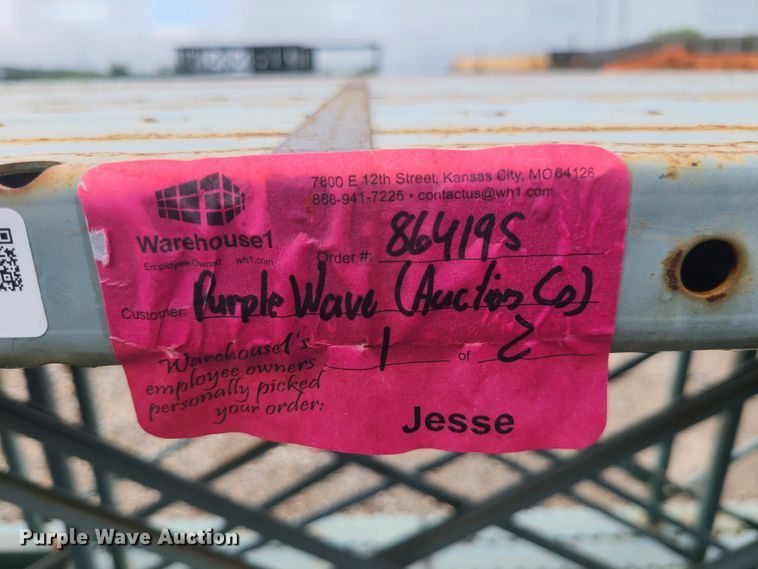 7800 E 12th Street, Kansas City, MO 64126
888-941-7225 • contactus@wh1.com
Warehouse1
Employee Owned wh1.com
Order #: 864195
Customer: Purple Wave (Auction Co)
1 of 2
Warehouse1's
employee owners
personally picked
your order:
Jesse
Purple Wave Auction